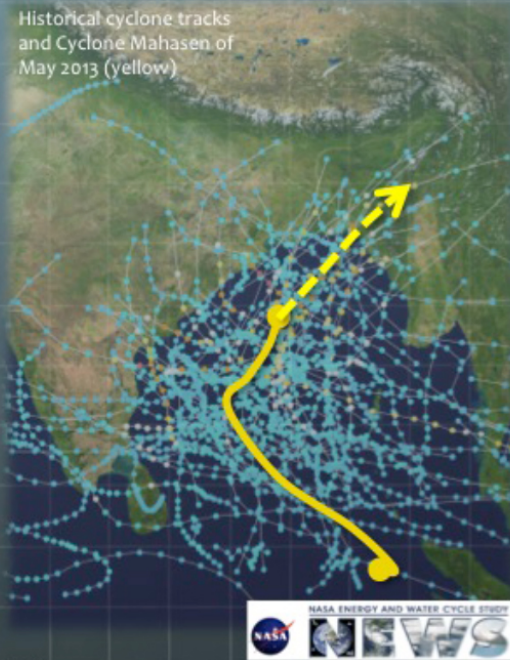 Historical cyclone tracks
and Cyclone Mahasen of
May 2013 (yellow)
NASA ENERGY AND WATER CYCLE STUDY
NASA
NEWS